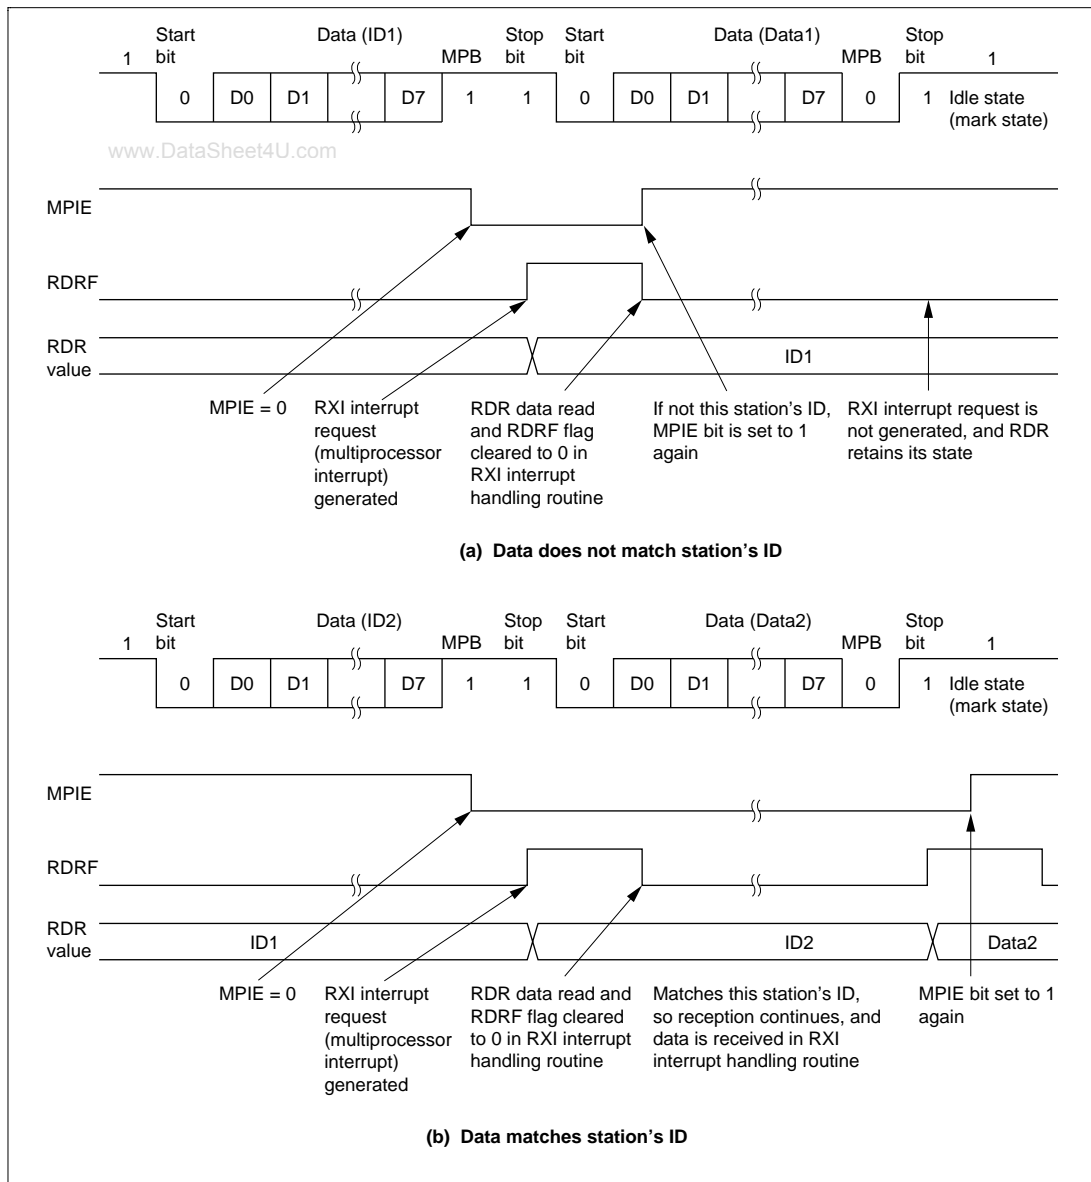 Start bit
Data (ID1)
MPB
Stop bit
Start bit
Data (Data1)
MPB
Stop bit
1
1
0 D0 D1 D7 1 1 0 D0 D1 D7 0 1 Idle state (mark state)
www.DataSheet4U.com
MPIE
RDRF
RDR value
ID1
MPIE = 0
RXI interrupt
request
(multiprocessor
interrupt)
generated
RDR data read
and RDRF flag
cleared to 0 in
RXI interrupt
handling routine
If not this station's ID,
MPIE bit is set to 1
again
RXI interrupt request is
not generated, and RDR
retains its state
(a) Data does not match station's ID
Start bit
Data (ID2)
MPB
Stop bit
Start bit
Data (Data2)
MPB
Stop bit
1
1
0 D0 D1 D7 1 1 0 D0 D1 D7 0 1 Idle state (mark state)
MPIE
RDRF
RDR value
ID1
ID2
Data2
MPIE = 0
RXI interrupt
request
(multiprocessor
interrupt)
generated
RDR data read and
RDRF flag cleared
to 0 in RXI interrupt
handling routine
Matches this station's ID,
so reception continues, and
data is received in RXI
interrupt handling routine
MPIE bit set to 1
again
(b) Data matches station's ID